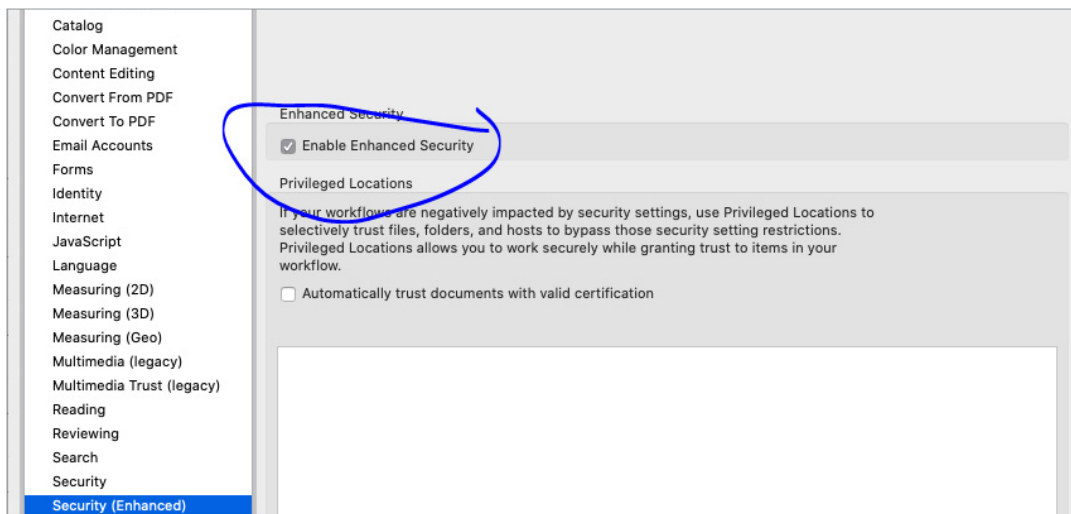 Catalog
Color Management
Content Editing
Convert From PDF
Convert To PDF
Email Accounts
Forms
Identity
Internet
JavaScript
Language
Measuring (2D)
Measuring (3D)
Measuring (Geo)
Multimedia (legacy)
Multimedia Trust (legacy)
Reading
Reviewing
Search
Security
Security (Enhanced)
Enhanced Security
Enable Enhanced Security
Privileged Locations
If your workflows are negatively impacted by security settings, use Privileged Locations to
selectively trust files, folders, and hosts to bypass those security setting restrictions.
Privileged Locations allows you to work securely while granting trust to items in your
workflow.
Automatically trust documents with valid certification